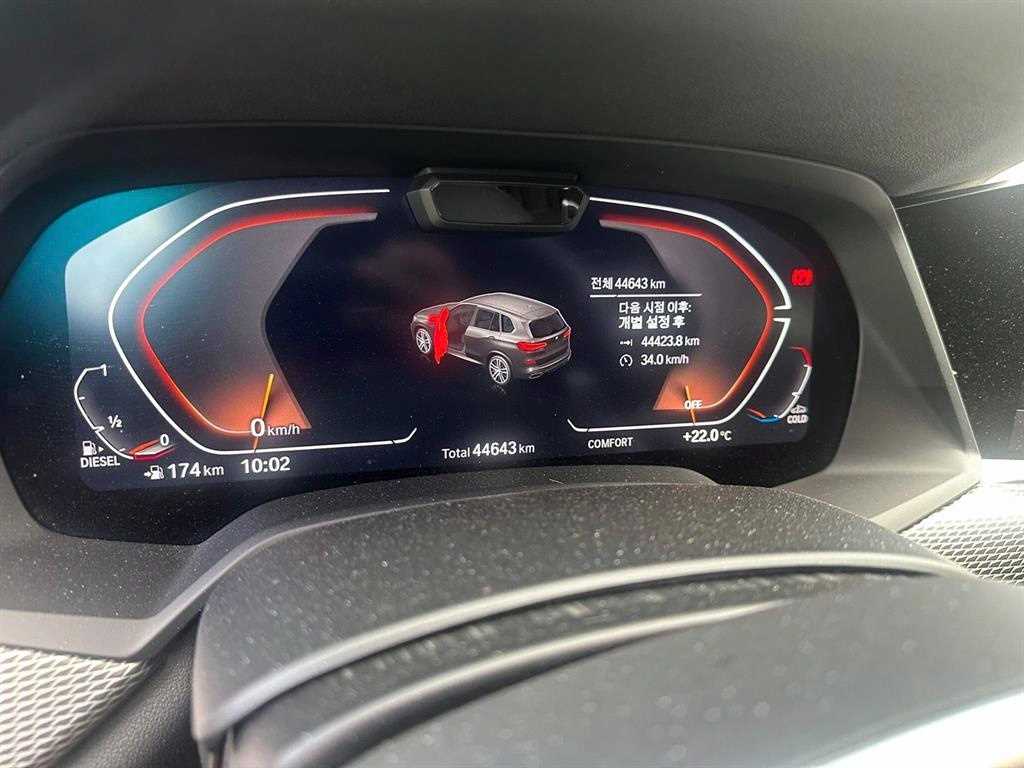 전체 44643 km
다음 시점 이후:
개별 설정 후
44423.8 km
34.0 km/h
1
½
0
DIESEL
0 km/h
174 km
10:02
Total 44643 km
COMFORT
OFF
COLD
+22.0 °C